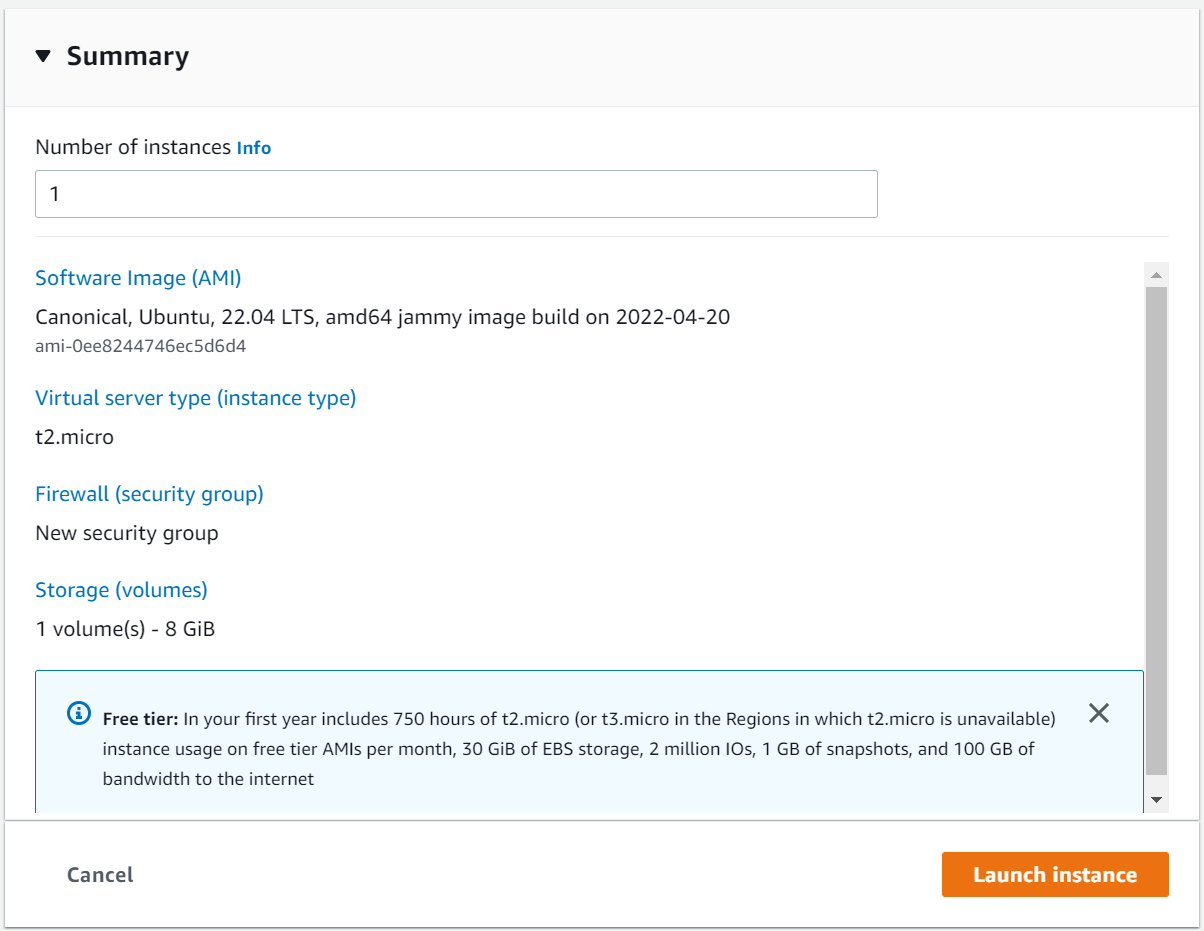 Summary
Number of instances Info
1
Software Image (AMI)
Canonical, Ubuntu, 22.04 LTS, amd64 jammy image build on 2022-04-20
ami-0ee8244746ec5d6d4
Virtual server type (instance type)
t2.micro
Firewall (security group)
New security group
Storage (volumes)
1 volume(s) - 8 GiB
Free tier: In your first year includes 750 hours of t2.micro (or t3.micro in the Regions in which t2.micro is unavailable)
instance usage on free tier AMIs per month, 30 GiB of EBS storage, 2 million IOs, 1 GB of snapshots, and 100 GB of
bandwidth to the internet
Cancel
Launch instance